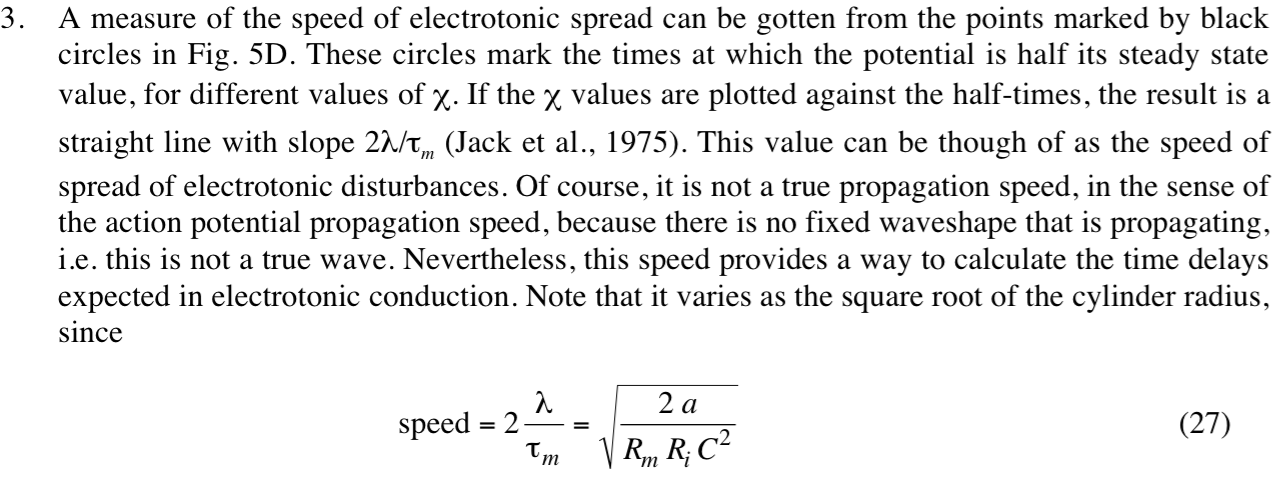 3. A measure of the speed of electrotonic spread can be gotten from the points marked by black
circles in Fig. 5D. These circles mark the times at which the potential is half its steady state
value, for different values of χ. If the χ values are plotted against the half-times, the result is a
straight line with slope 2λ/τₘ (Jack et al., 1975). This value can be though of as the speed of
spread of electrotonic disturbances. Of course, it is not a true propagation speed, in the sense of
the action potential propagation speed, because there is no fixed waveshape that is propagating,
i.e. this is not a true wave. Nevertheless, this speed provides a way to calculate the time delays
expected in electrotonic conduction. Note that it varies as the square root of the cylinder radius,
since
speed = 2 λ/τₘ = √(2 a / (Rₘ Rᵢ C²)) (27)